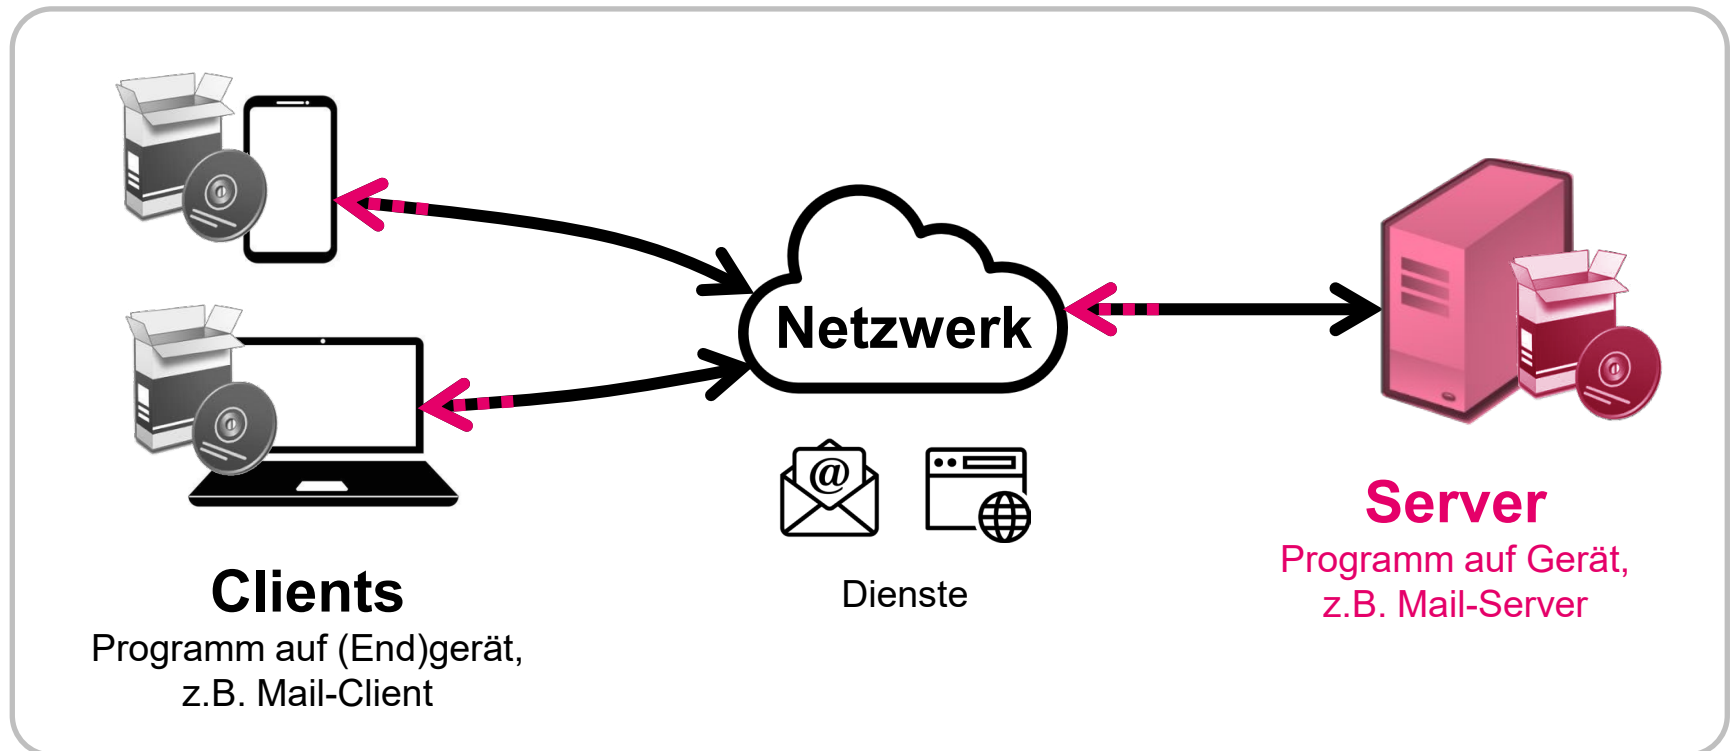 Netzwerk
Clients
Programm auf (End)gerät,
z.B. Mail-Client
@
Dienste
Server
Programm auf Gerät,
z.B. Mail-Server